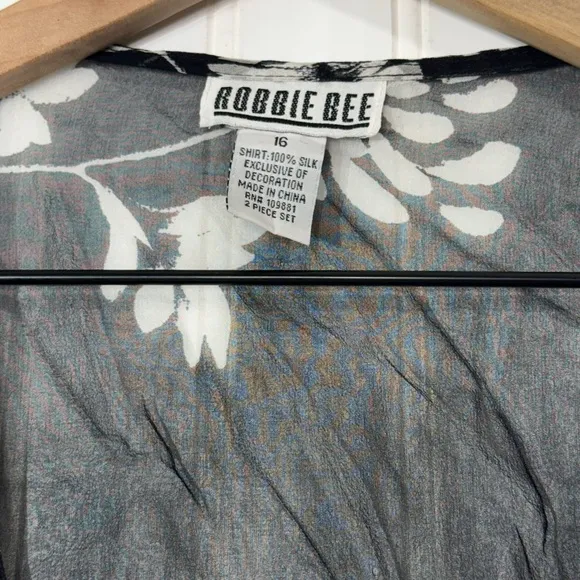 ROBBIE BEE
16
SHIRT: 100% SILK
EXCLUSIVE OF
DECORATION
MADE IN CHINA
RN# 109881
2 PIECE SET